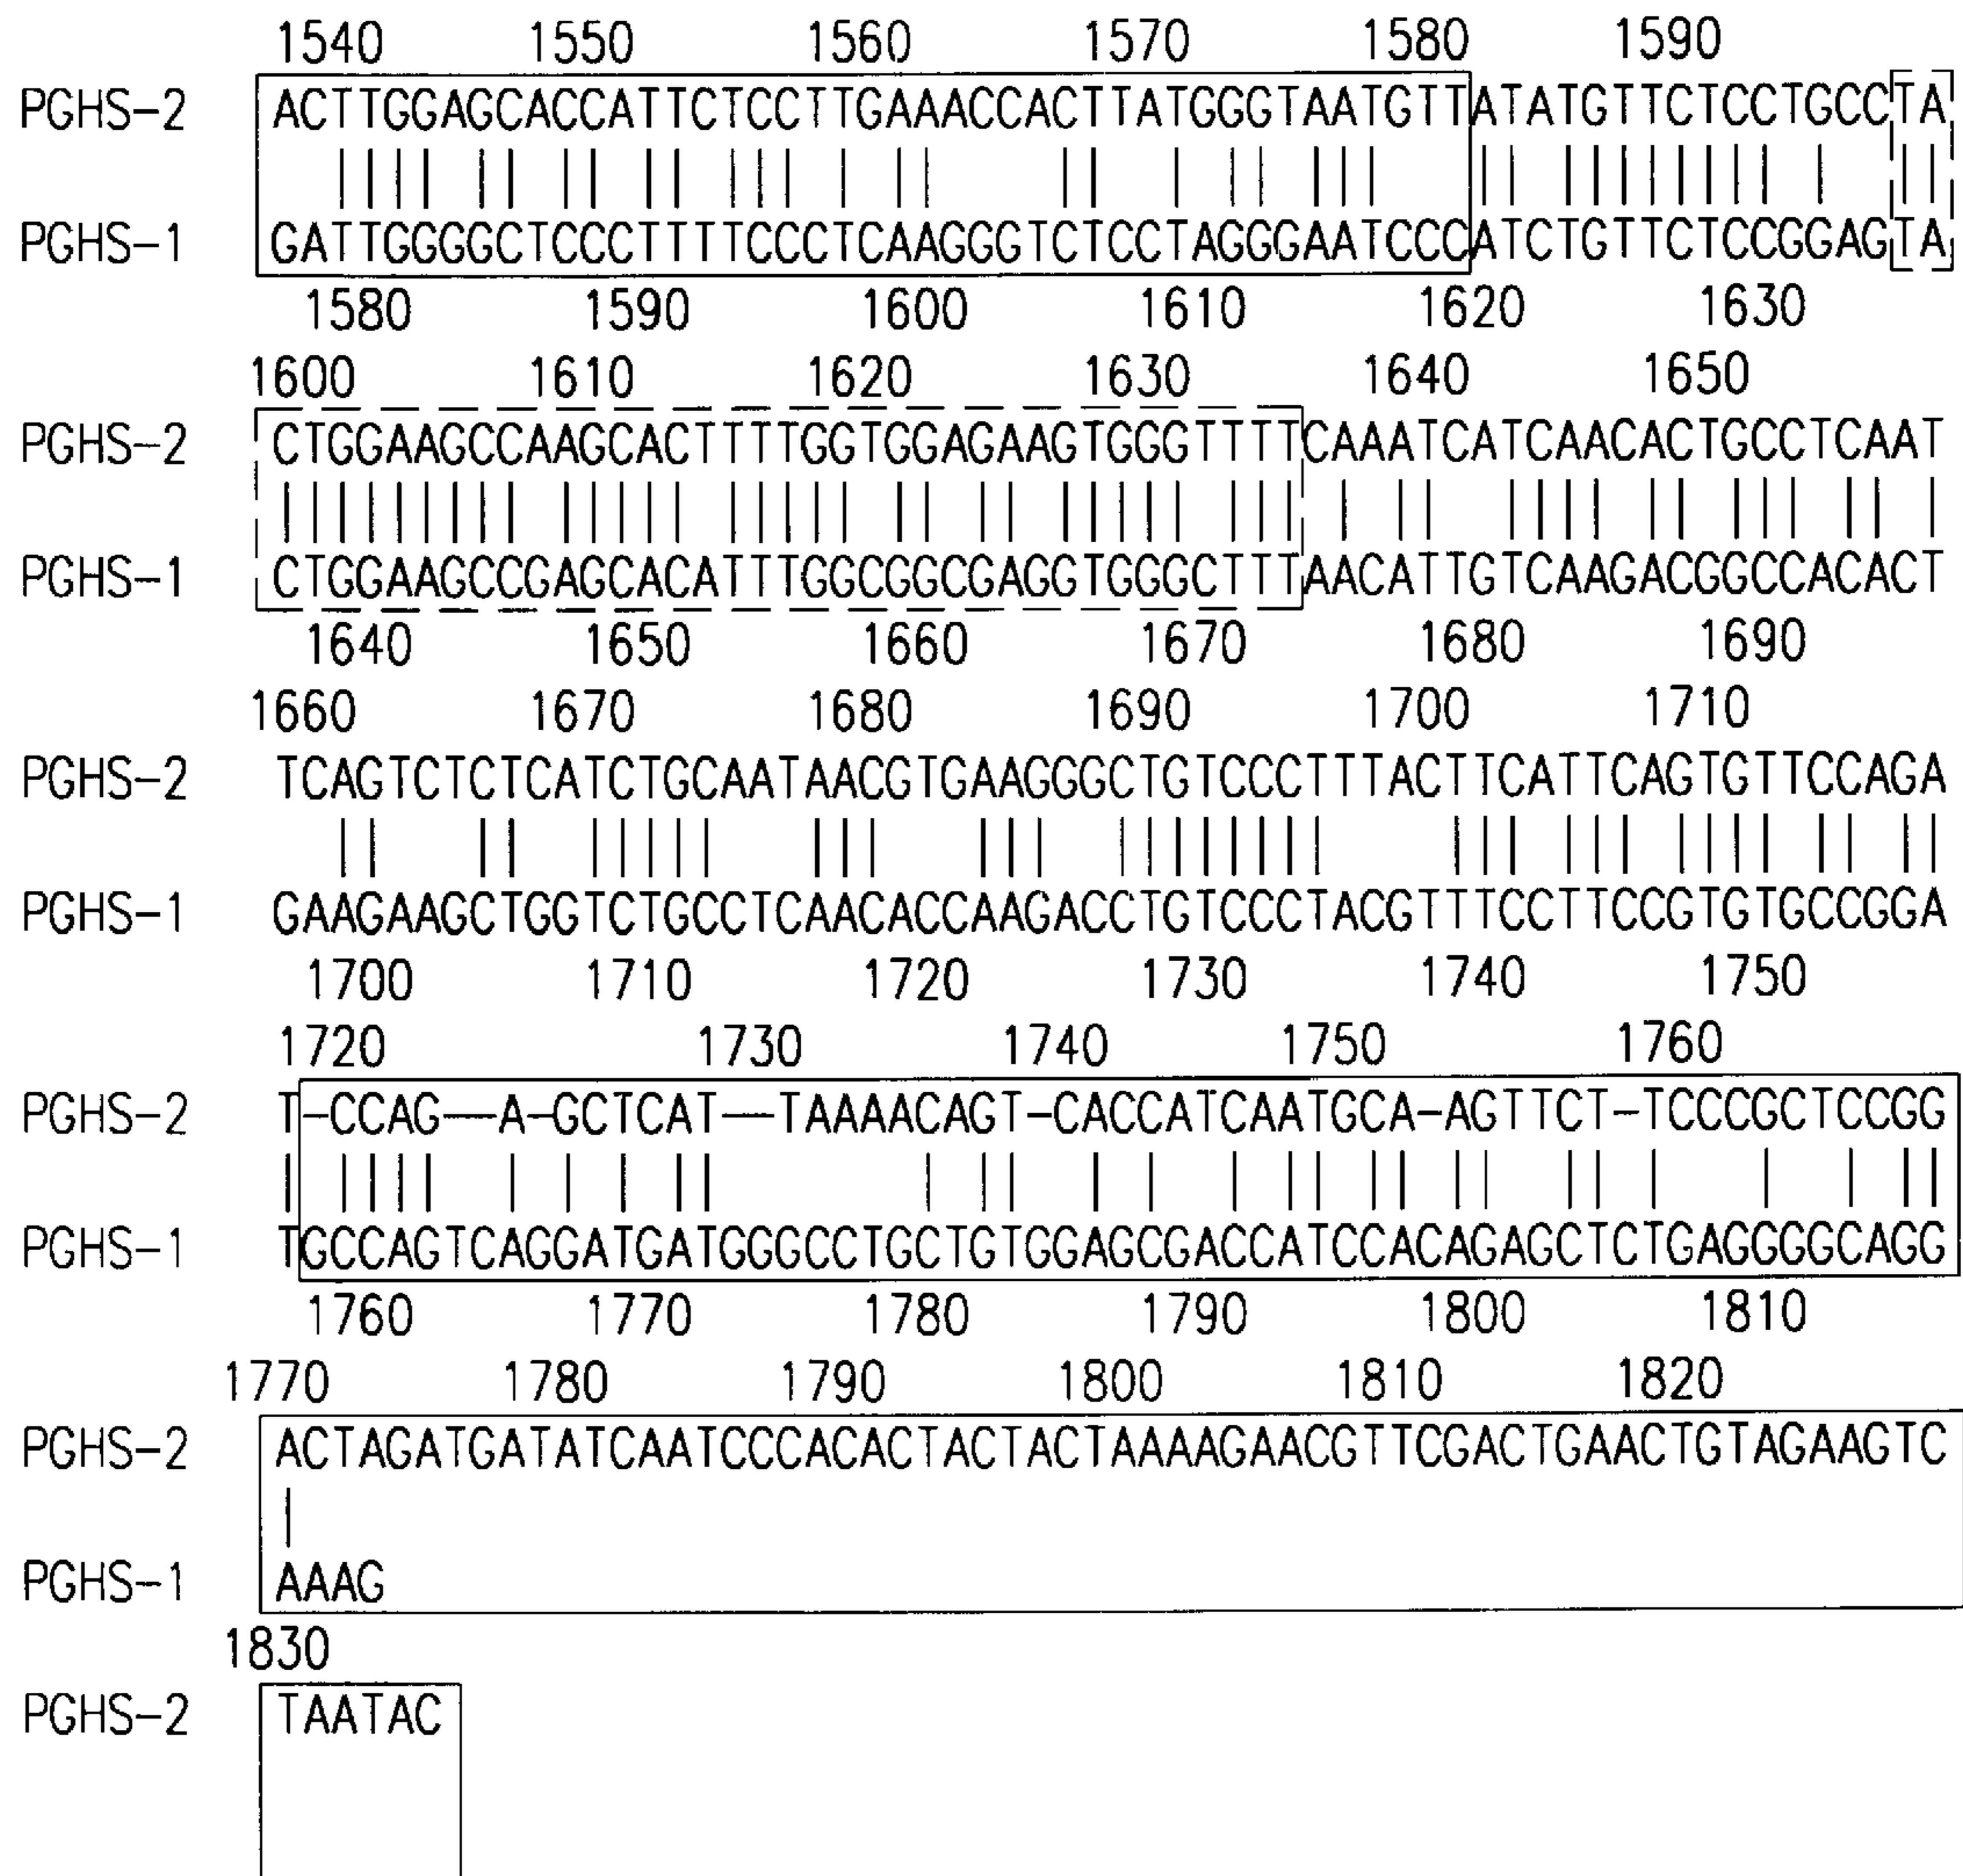 1540 1550 1560 1570 1580 1590
PGHS-2 ACTTGGAGCACCATTCTCCTTGAAACCACTTATGGGTAATGTTATATGTTCTCCTGCCTA
PGHS-1 GATTGGGGCTCCCTTTTCCCTCAAGGGTCTCCTAGGGAATCCCATCTGTTCTCCGGAGTA
1580 1590 1600 1610 1620 1630
1600 1610 1620 1630 1640 1650
PGHS-2 CTGGAAGCCAAGCACTTTTGGTGGAGAAGTGGGTTTTCAAATCATCAACACTGCCTCAAT
PGHS-1 CTGGAAGCCGAGCACATTTGGCGGCGAGGTGGGCTTTAACATTGTCAAGACGGCCACACT
1640 1650 1660 1670 1680 1690
1660 1670 1680 1690 1700 1710
PGHS-2 TCAGTCTCTCATCTGCAATAACGTGAAGGGCTGTCCCTTTACTTCATTCAGTGTTCCAGA
PGHS-1 GAAGAAGCTGGTCTGCCTCAACACCAAGACCTGTCCCTACGTTTCCTTCCGTGTGCCGGA
1700 1710 1720 1730 1740 1750
1720 1730 1740 1750 1760
PGHS-2 T-CCAG--A-GCTCAT--TAAAACAGT-CACCATCAATGCA-AGTTCT-TCCCGCTCCGG
PGHS-1 TGCCAGTCAGGATGATGGGCCTGCTGTGGAGCGACCATCCACAGAGCTCTGAGGGGCAGG
1760 1770 1780 1790 1800 1810
1770 1780 1790 1800 1810 1820
PGHS-2 ACTAGATGATATCAATCCCACACTACTACTAAAAGAACGTTCGACTGAACTGTAGAAGTC
PGHS-1 AAAG
1830
PGHS-2 TAATAC